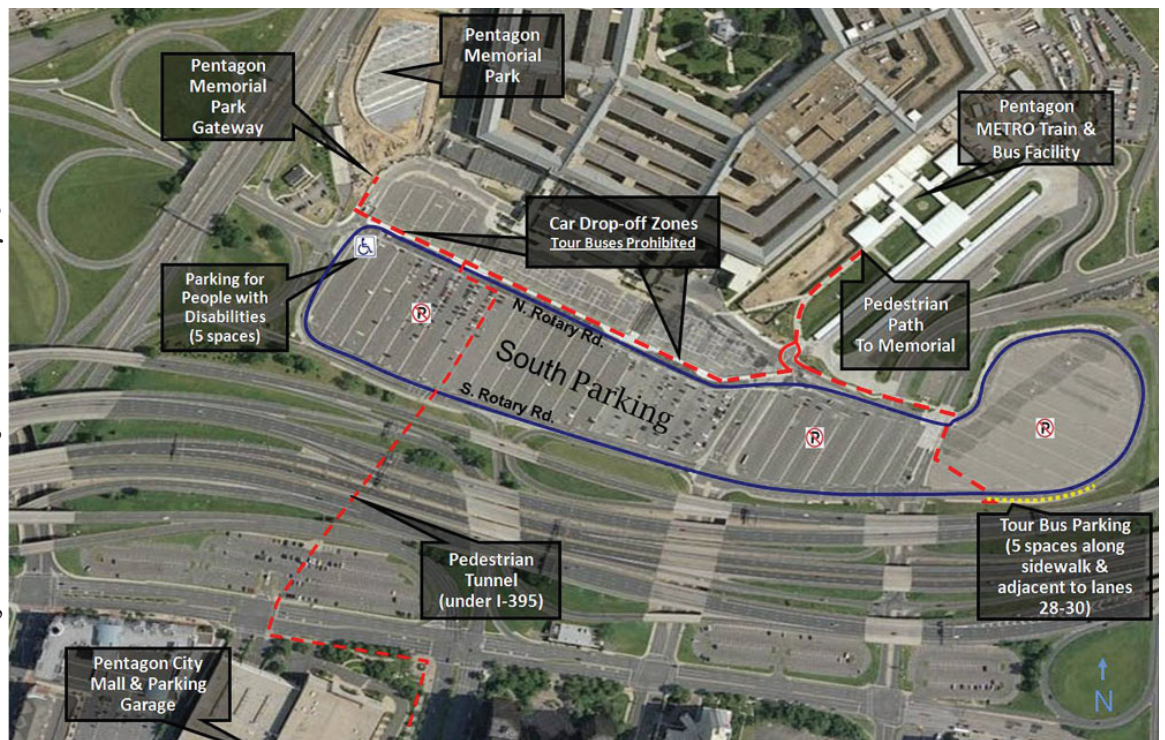 Pentagon
Memorial
Park
Pentagon
Memorial
Park
Gateway
Pentagon
METRO Train &
Bus Facility
Car Drop-off Zones
Tour Buses Prohibited
Parking for
People with
Disabilities
(5 spaces)
Pedestrian
Path
To Memorial
N. Rotary Rd.
South Parking
S. Rotary Rd.
P
P
P
Tour Bus Parking
(5 spaces along
sidewalk &
adjacent to lanes
28-30)
Pedestrian
Tunnel
(under I-395)
Pentagon City
Mall & Parking
Garage
N